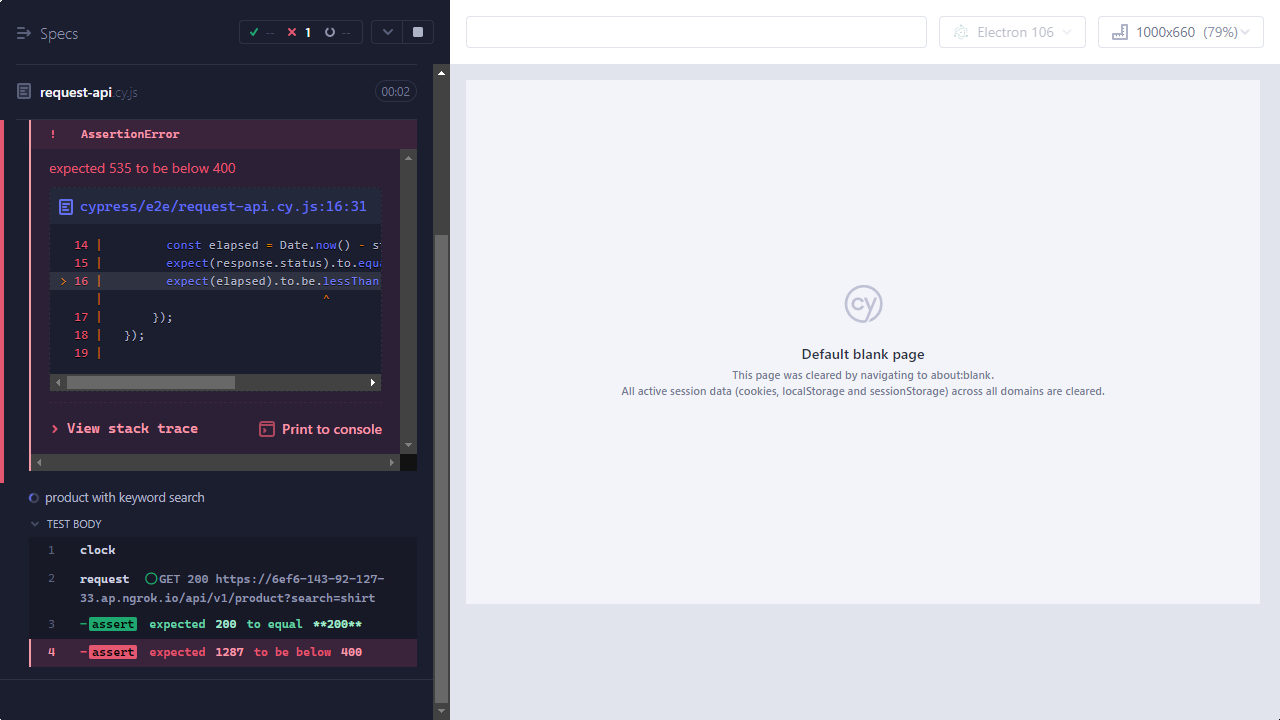 Specs
--
1
--
Electron 106
1000x660 (79%)
request-api.cy.js
00:02
! AssertionError
expected 535 to be below 400
cypress/e2e/request-api.cy.js:16:31
14 | const elapsed = Date.now() - st
15 | expect(response.status).to.equa
> 16 | expect(elapsed).to.be.lessThan
| ^
17 | });
18 | });
19 |
> View stack trace
Print to console
product with keyword search
TEST BODY
1 clock
2 request GET 200 https://6ef6-143-92-127-
33.ap.ngrok.io/api/v1/product?search=shirt
3 -assert expected 200 to equal **200**
4 -assert expected 1287 to be below 400
cy
Default blank page
This page was cleared by navigating to about:blank.
All active session data (cookies, localStorage and sessionStorage) across all domains are cleared.